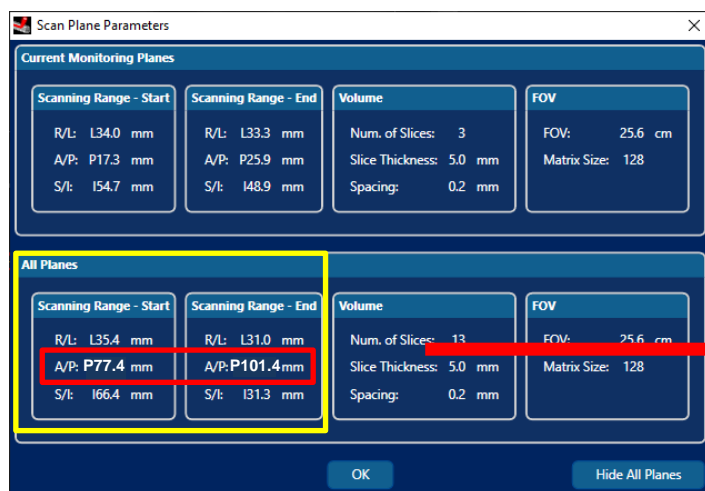 Scan Plane Parameters
Current Monitoring Planes
Scanning Range - Start
R/L: L34.0 mm
A/P: P17.3 mm
S/I: I54.7 mm
Scanning Range - End
R/L: L33.3 mm
A/P: P25.9 mm
S/I: I48.9 mm
Volume
Num. of Slices: 3
Slice Thickness: 5.0 mm
Spacing: 0.2 mm
FOV
FOV: 25.6 cm
Matrix Size: 128
All Planes
Scanning Range - Start
R/L: L35.4 mm
A/P: P77.4 mm
S/I: I66.4 mm
Scanning Range - End
R/L: L31.0 mm
A/P: P101.4 mm
S/I: I31.3 mm
Volume
Num. of Slices: 13
Slice Thickness: 5.0 mm
Spacing: 0.2 mm
FOV
FOV: 25.6 cm
Matrix Size: 128
OK
Hide All Planes